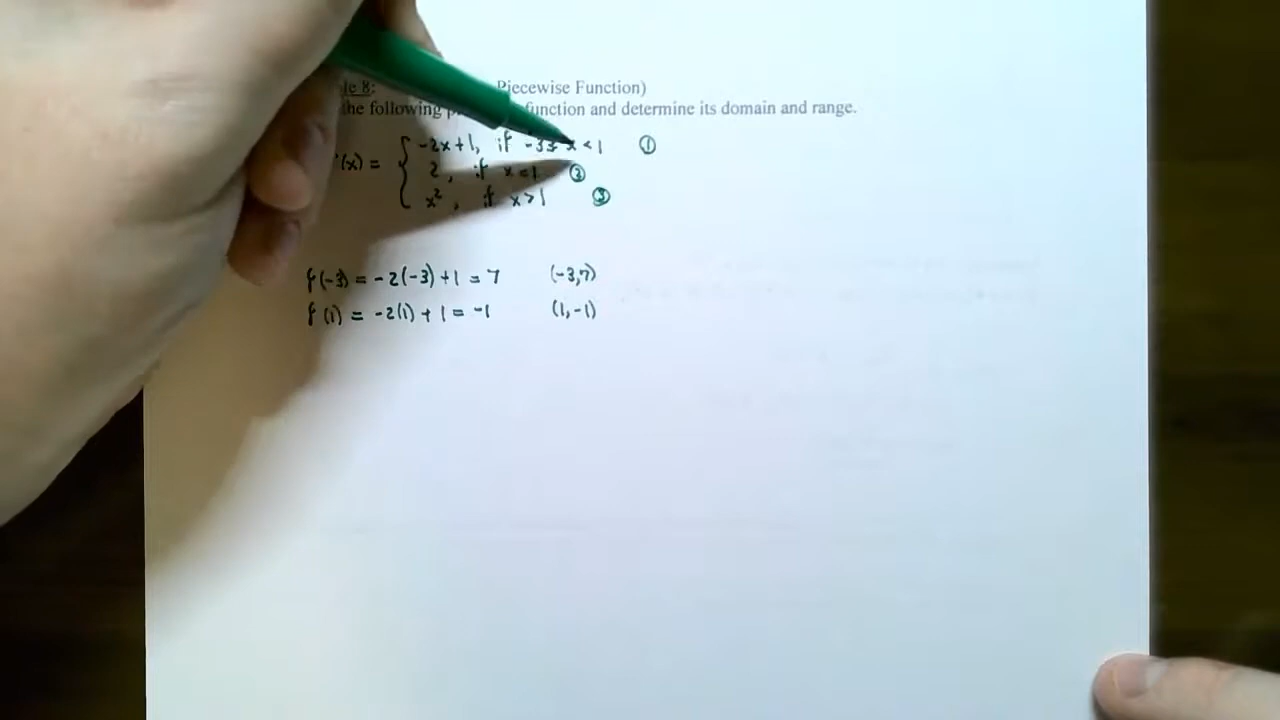 le 8: Piecewise Function)
the following function and determine its domain and range.
(x) = { -2x+1, if -3≤x<1 ①
2, if x=1 ②
x², if x>1 ③
f(-3) = -2(-3)+1 = 7 (-3,7)
f(1) = -2(1)+1 = -1 (1,-1)